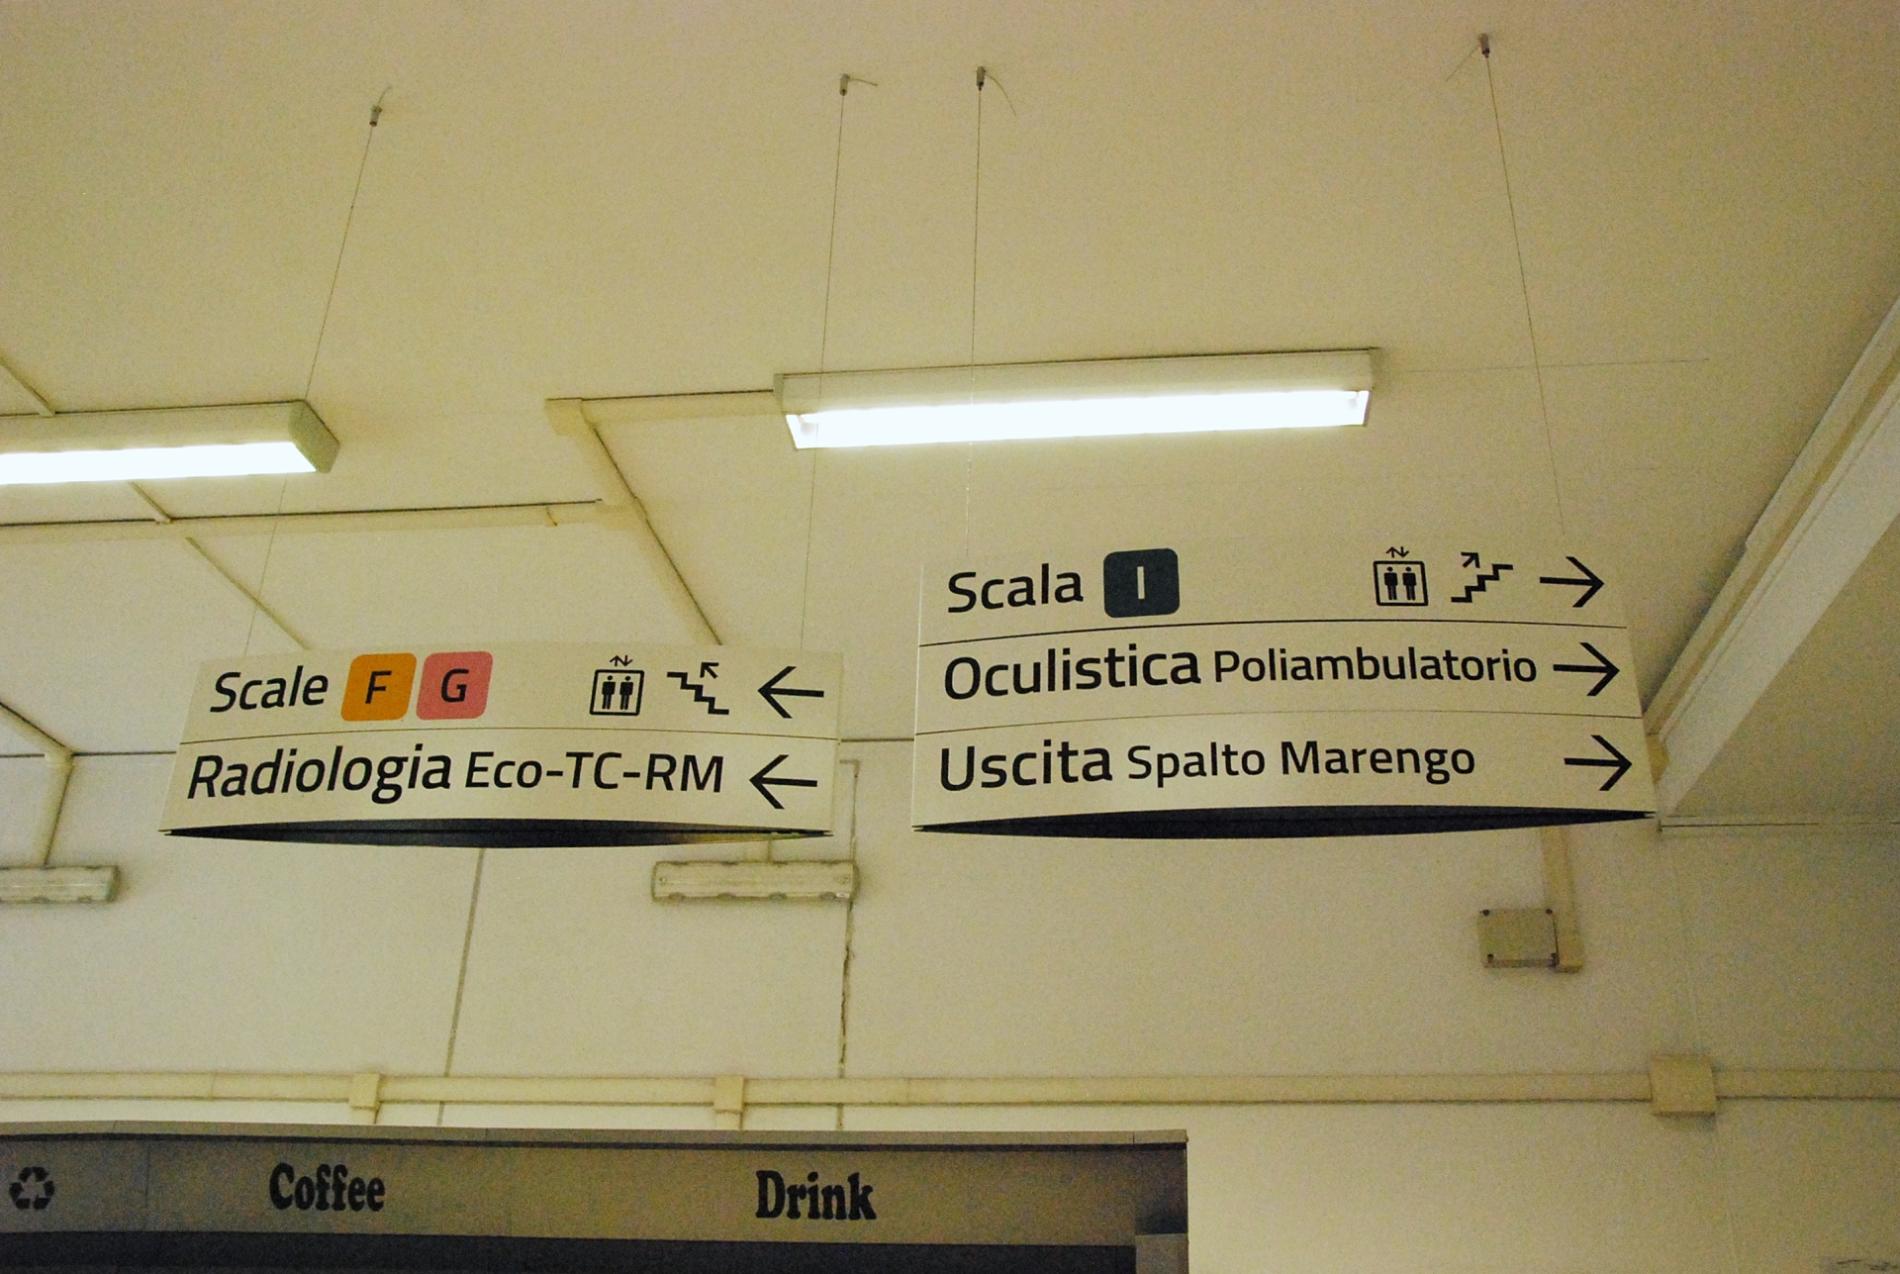 Scale F G
Radiologia Eco-TC-RM
Scala I
Oculistica Poliambulatorio
Uscita Spalto Marengo
Coffee
Drink